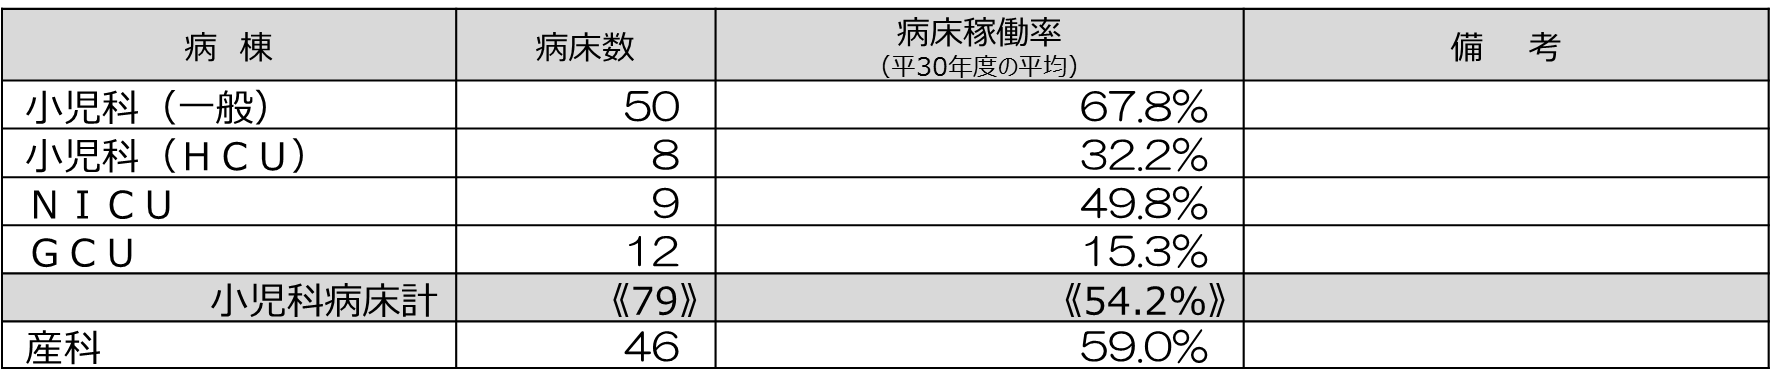 病 棟 病床数 病床稼働率 備 考
（平30年度の平均）
小児科（一般） 50 67.8%
小児科（ＨＣＵ） 8 32.2%
ＮＩＣＵ 9 49.8%
ＧＣＵ 12 15.3%
小児科病床計 《79》 《54.2%》
産科 46 59.0%